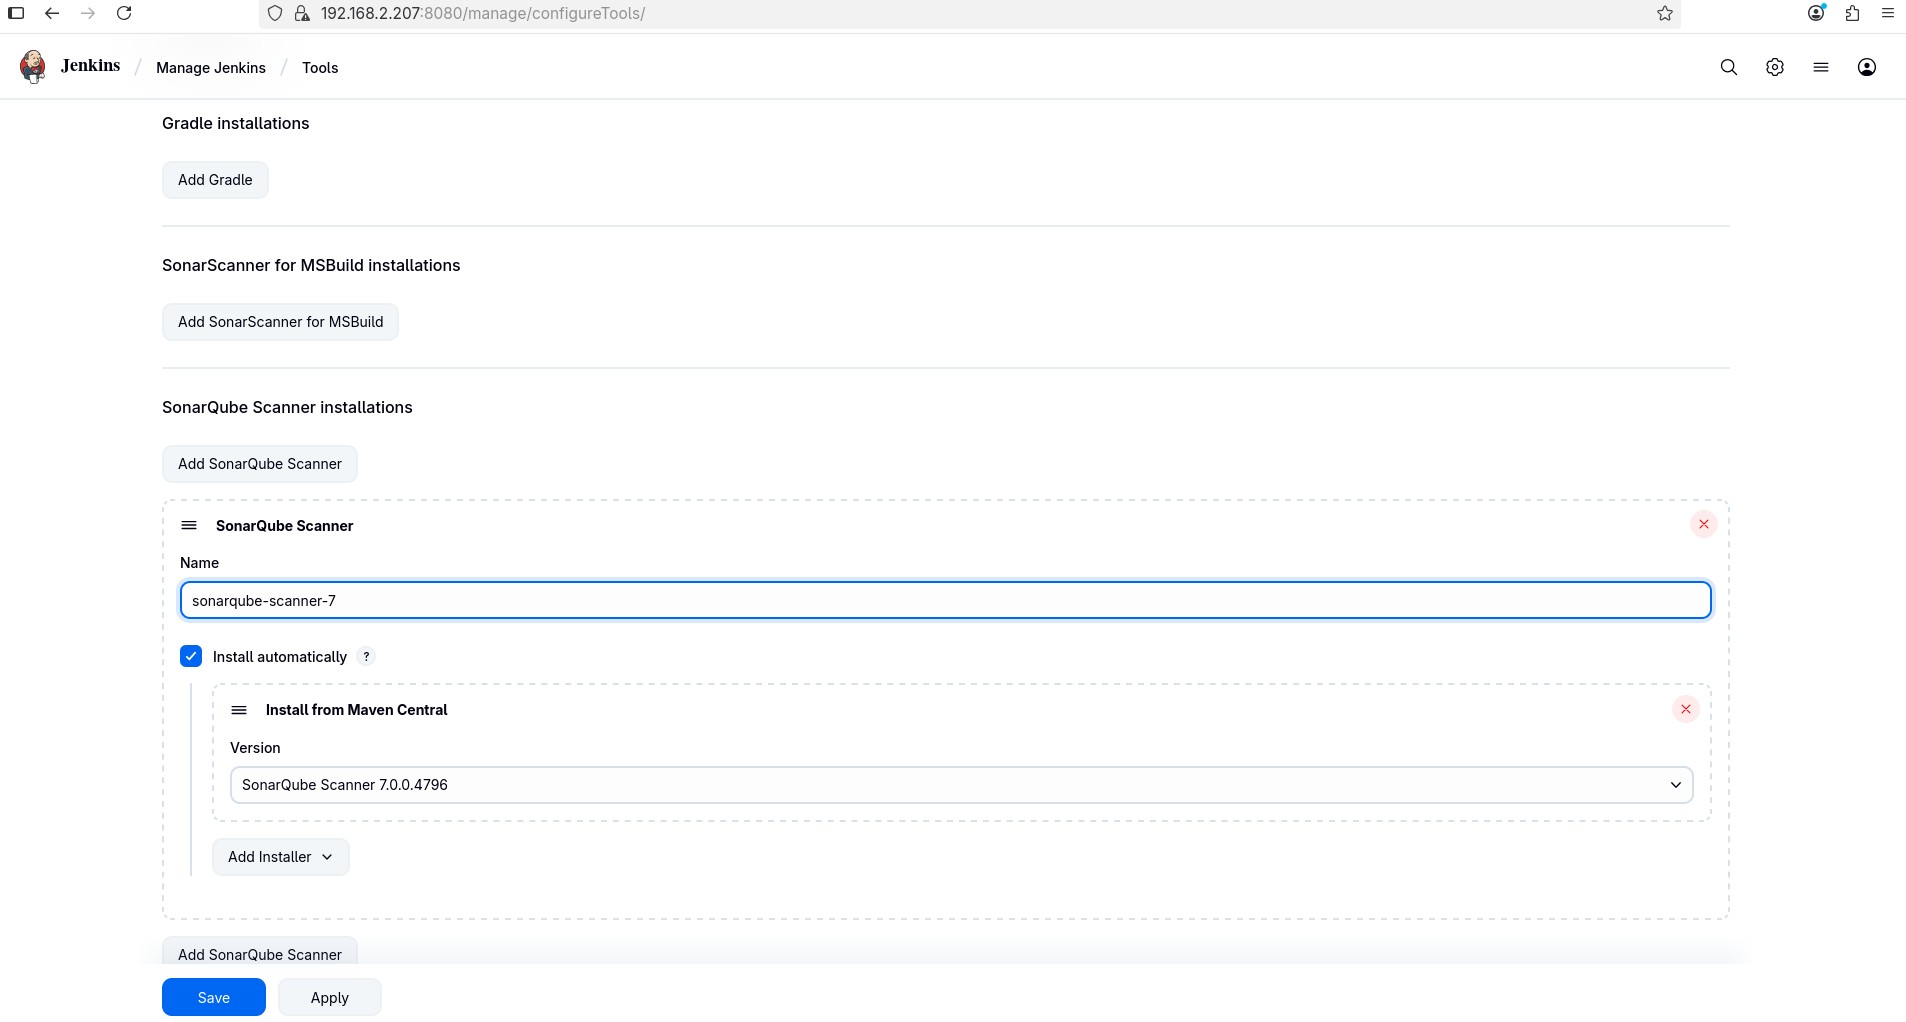 192.168.2.207:8080/manage/configureTools/
Jenkins / Manage Jenkins / Tools
Gradle installations
Add Gradle
SonarScanner for MSBuild installations
Add SonarScanner for MSBuild
SonarQube Scanner installations
Add SonarQube Scanner
SonarQube Scanner
Name
sonarqube-scanner-7
Install automatically ?
Install from Maven Central
Version
SonarQube Scanner 7.0.0.4796
Add Installer
Add SonarQube Scanner
Save Apply